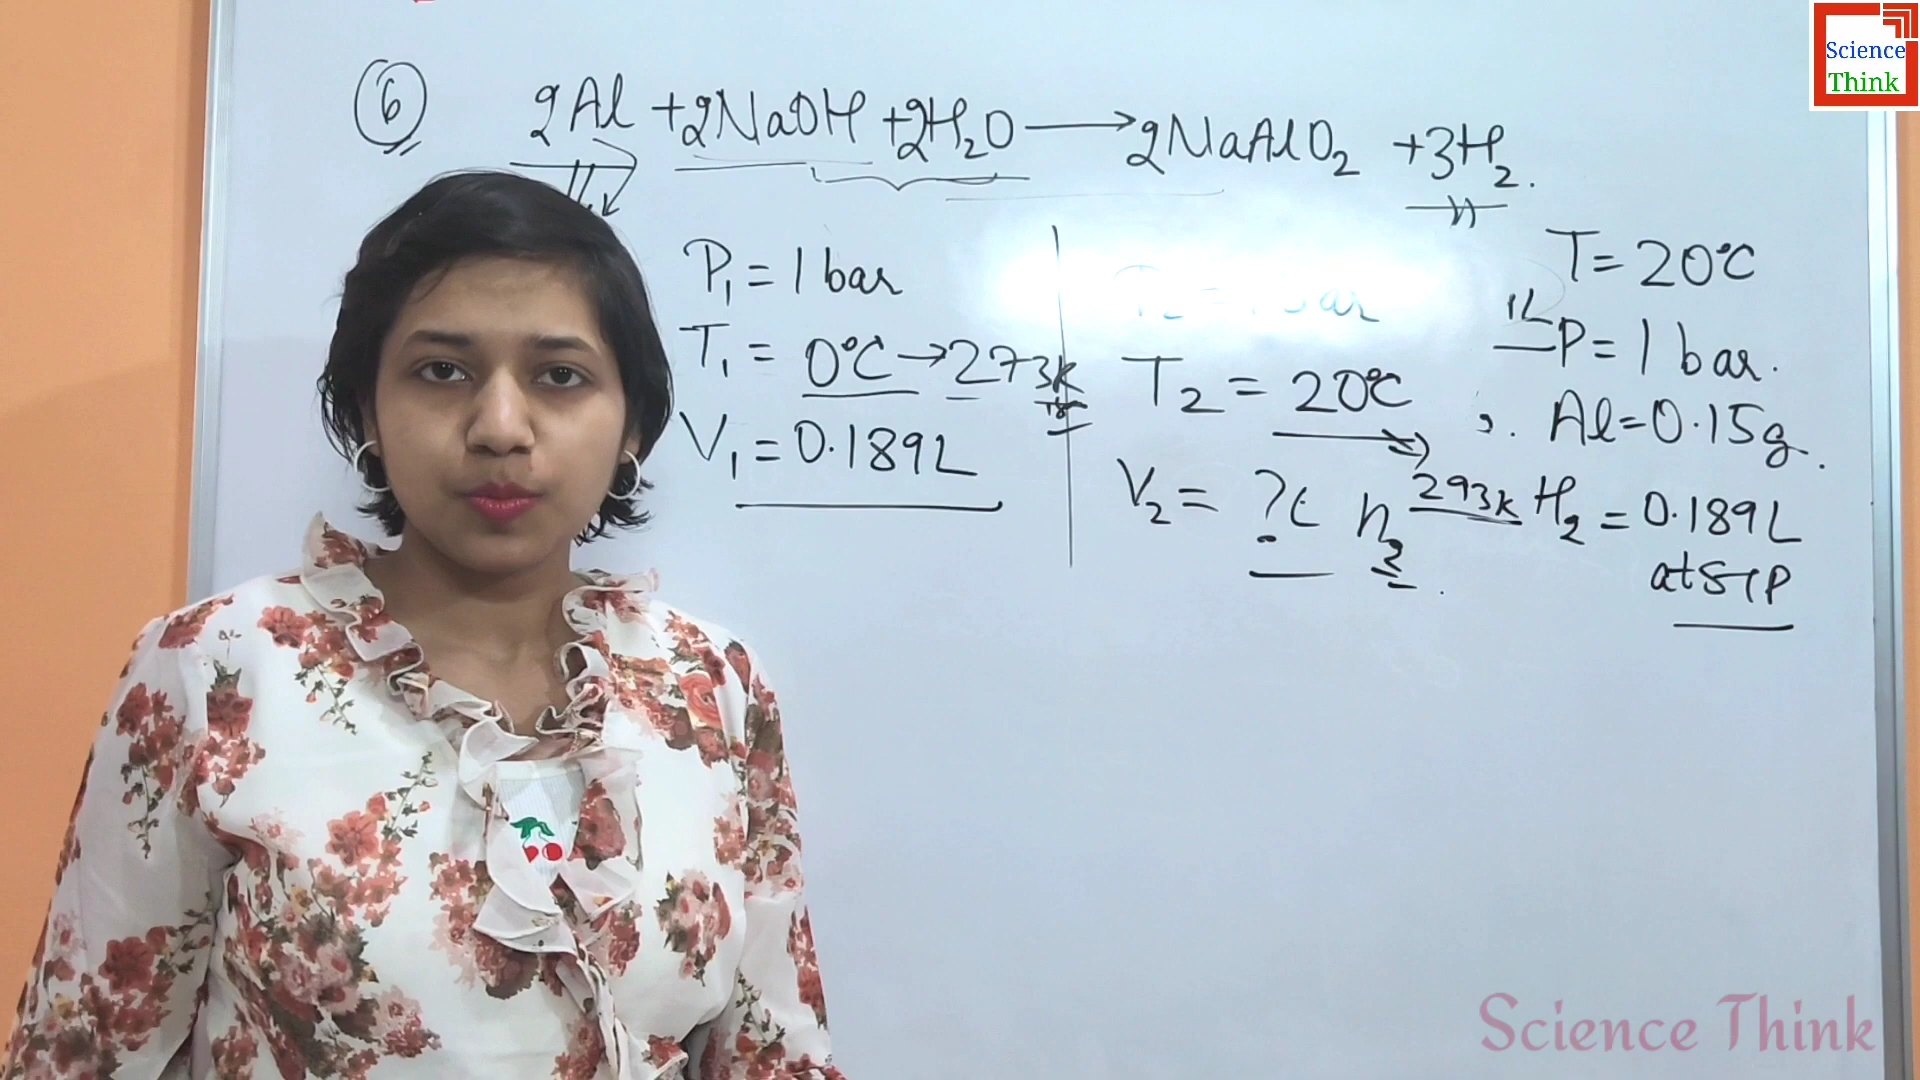 Science
Think
6
2Al + 2NaOH + 2H₂O → 2NaAlO₂ + 3H₂.
P₁ = 1 bar
T₁ = 0°C → 273K
V₁ = 0.189L
T₂ = 20°C
293K
V₂ =
T = 20°C
1L
P = 1 bar.
Al = 0.15g.
H₂ = 0.189L
at STP
Science Think